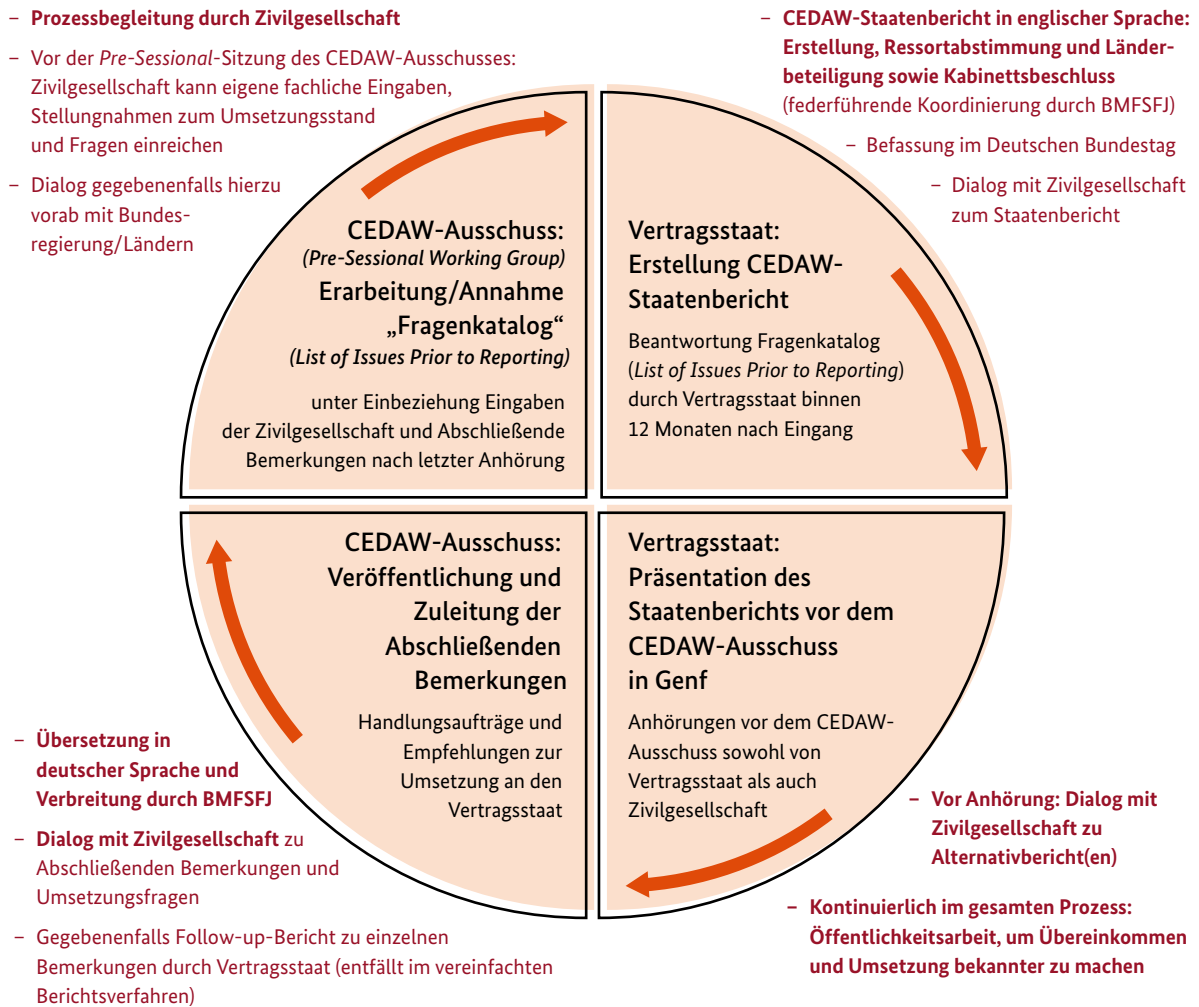 – Prozessbegleitung durch Zivilgesellschaft
– Vor der Pre-Sessional-Sitzung des CEDAW-Ausschusses:
Zivilgesellschaft kann eigene fachliche Eingaben,
Stellungnahmen zum Umsetzungsstand
und Fragen einreichen
– Dialog gegebenenfalls hierzu
vorab mit Bundes-
regierung/Ländern
– CEDAW-Staatenbericht in englischer Sprache:
Erstellung, Ressortabstimmung und Länder-
beteiligung sowie Kabinettsbeschluss
(federführende Koordinierung durch BMFSFJ)
– Befassung im Deutschen Bundestag
– Dialog mit Zivilgesellschaft
zum Staatenbericht
CEDAW-Ausschuss:
(Pre-Sessional Working Group)
Erarbeitung/Annahme
„Fragenkatalog“
(List of Issues Prior to Reporting)
unter Einbeziehung Eingaben
der Zivilgesellschaft und Abschließende
Bemerkungen nach letzter Anhörung
Vertragsstaat:
Erstellung CEDAW-
Staatenbericht
Beantwortung Fragenkatalog
(List of Issues Prior to Reporting)
durch Vertragsstaat binnen
12 Monaten nach Eingang
CEDAW-Ausschuss:
Veröffentlichung und
Zuleitung der
Abschließenden
Bemerkungen
Handlungsaufträge und
Empfehlungen zur
Umsetzung an den
Vertragsstaat
Vertragsstaat:
Präsentation des
Staatenberichts vor dem
CEDAW-Ausschuss
in Genf
Anhörungen vor dem CEDAW-
Ausschuss sowohl von
Vertragsstaat als auch
Zivilgesellschaft
– Übersetzung in
deutscher Sprache und
Verbreitung durch BMFSFJ
– Dialog mit Zivilgesellschaft zu
Abschließenden Bemerkungen und
Umsetzungsfragen
– Gegebenenfalls Follow-up-Bericht zu einzelnen
Bemerkungen durch Vertragsstaat (entfällt im vereinfachten
Berichtsverfahren)
– Vor Anhörung: Dialog mit
Zivilgesellschaft zu
Alternativbericht(en)
– Kontinuierlich im gesamten Prozess:
Öffentlichkeitsarbeit, um Übereinkommen
und Umsetzung bekannter zu machen